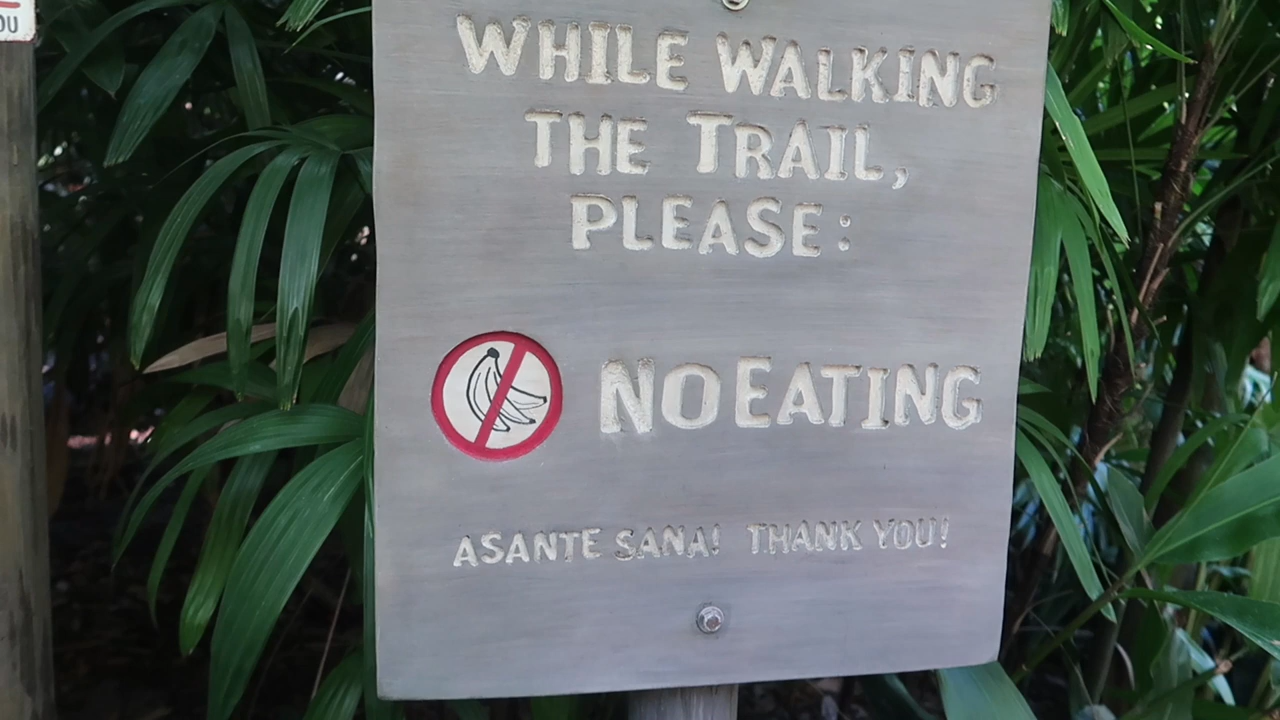 WHILE WALKING
THE TRAIL,
PLEASE:
NO EATING
ASANTE SANA! THANK YOU!